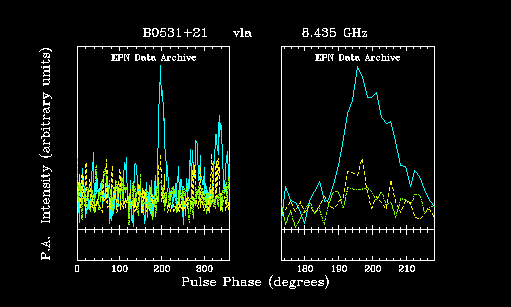 B0531+21 vla 8.435 GHz
EPN Data Archive EPN Data Archive
P.A. Intensity (arbitrary units)
0 100 200 300 180 190 200 210
Pulse Phase (degrees)